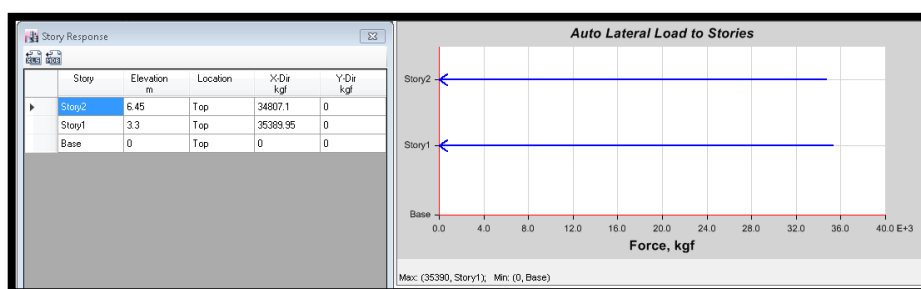 Story Response
XLS XDB
Story Elevation m Location X-Dir kgf Y-Dir kgf
Story2 6.45 Top 34807.1 0
Story1 3.3 Top 35389.95 0
Base 0 Top 0 0
Auto Lateral Load to Stories
Story2
Story1
Base
0.0 4.0 8.0 12.0 16.0 20.0 24.0 28.0 32.0 36.0 40.0 E+3
Force, kgf
Max: (35390, Story1); Min: (0, Base)